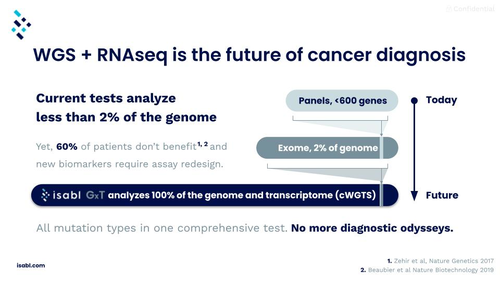 © Confidential
WGS + RNAseq is the future of cancer diagnosis
Current tests analyze
less than 2% of the genome
Yet, 60% of patients don't benefit1, 2 and
new biomarkers require assay redesign.
Panels, <600 genes
Today
Exome, 2% of genome
isabl GxT analyzes 100% of the genome and transcriptome (cWGTS)
Future
All mutation types in one comprehensive test. No more diagnostic odysseys.
isabl.com
1. Zehir et al, Nature Genetics 2017
2. Beaubier et al Nature Biotechnology 2019